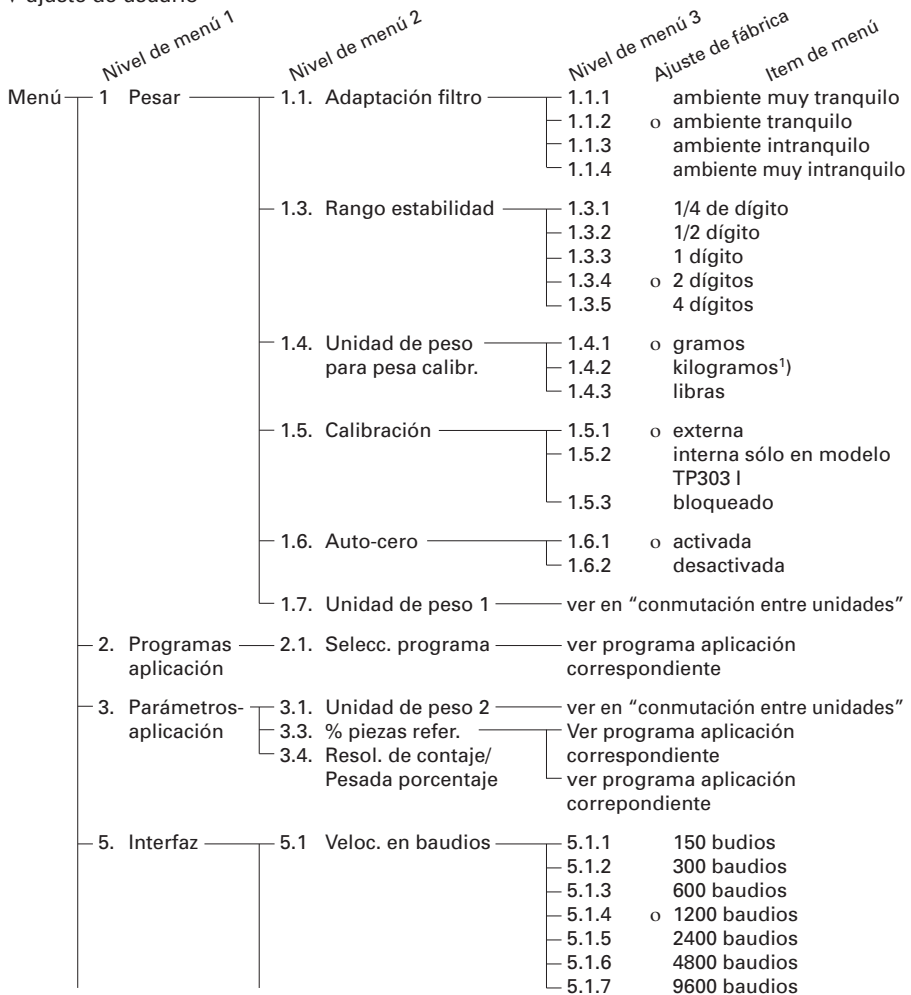 √ ajuste de usuario
Nivel de menú 1 Nivel de menú 2 Nivel de menú 3 Ajuste de fábrica Item de menú
Menú 1 Pesar 1.1. Adaptación filtro 1.1.1 ambiente muy tranquilo
1.1.2 o ambiente tranquilo
1.1.3 ambiente intranquilo
1.1.4 ambiente muy intranquilo
1.3. Rango estabilidad 1.3.1 1/4 de dígito
1.3.2 1/2 dígito
1.3.3 1 dígito
1.3.4 o 2 dígitos
1.3.5 4 dígitos
1.4. Unidad de peso 1.4.1 o gramos
para pesa calibr. 1.4.2 kilogramos¹)
1.4.3 libras
1.5. Calibración 1.5.1 o externa
1.5.2 interna sólo en modelo
TP303 I
1.5.3 bloqueado
1.6. Auto-cero 1.6.1 o activada
1.6.2 desactivada
1.7. Unidad de peso 1 ver en “conmutación entre unidades”
2. Programas 2.1. Selecc. programa ver programa aplicación
aplicación correspondiente
3. Parámetros- 3.1. Unidad de peso 2 ver en “conmutación entre unidades”
aplicación 3.3. % piezas refer. Ver programa aplicación
3.4. Resol. de contaje/ correspondiente
Pesada porcentaje ver programa aplicación
correpondiente
5. Interfaz 5.1 Veloc. en baudios 5.1.1 150 budios
5.1.2 300 baudios
5.1.3 600 baudios
5.1.4 o 1200 baudios
5.1.5 2400 baudios
5.1.6 4800 baudios
5.1.7 9600 baudios